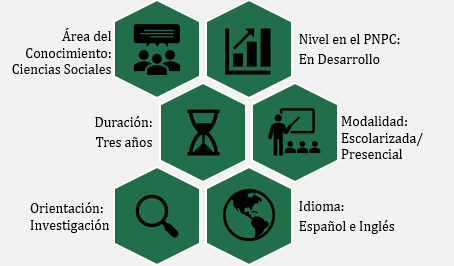 Área del
Conocimiento:
Ciencias Sociales
Nivel en el PNPC:
En Desarrollo
Duración:
Tres años
Modalidad:
Escolarizada/
Presencial
Orientación:
Investigación
Idioma:
Español e Inglés